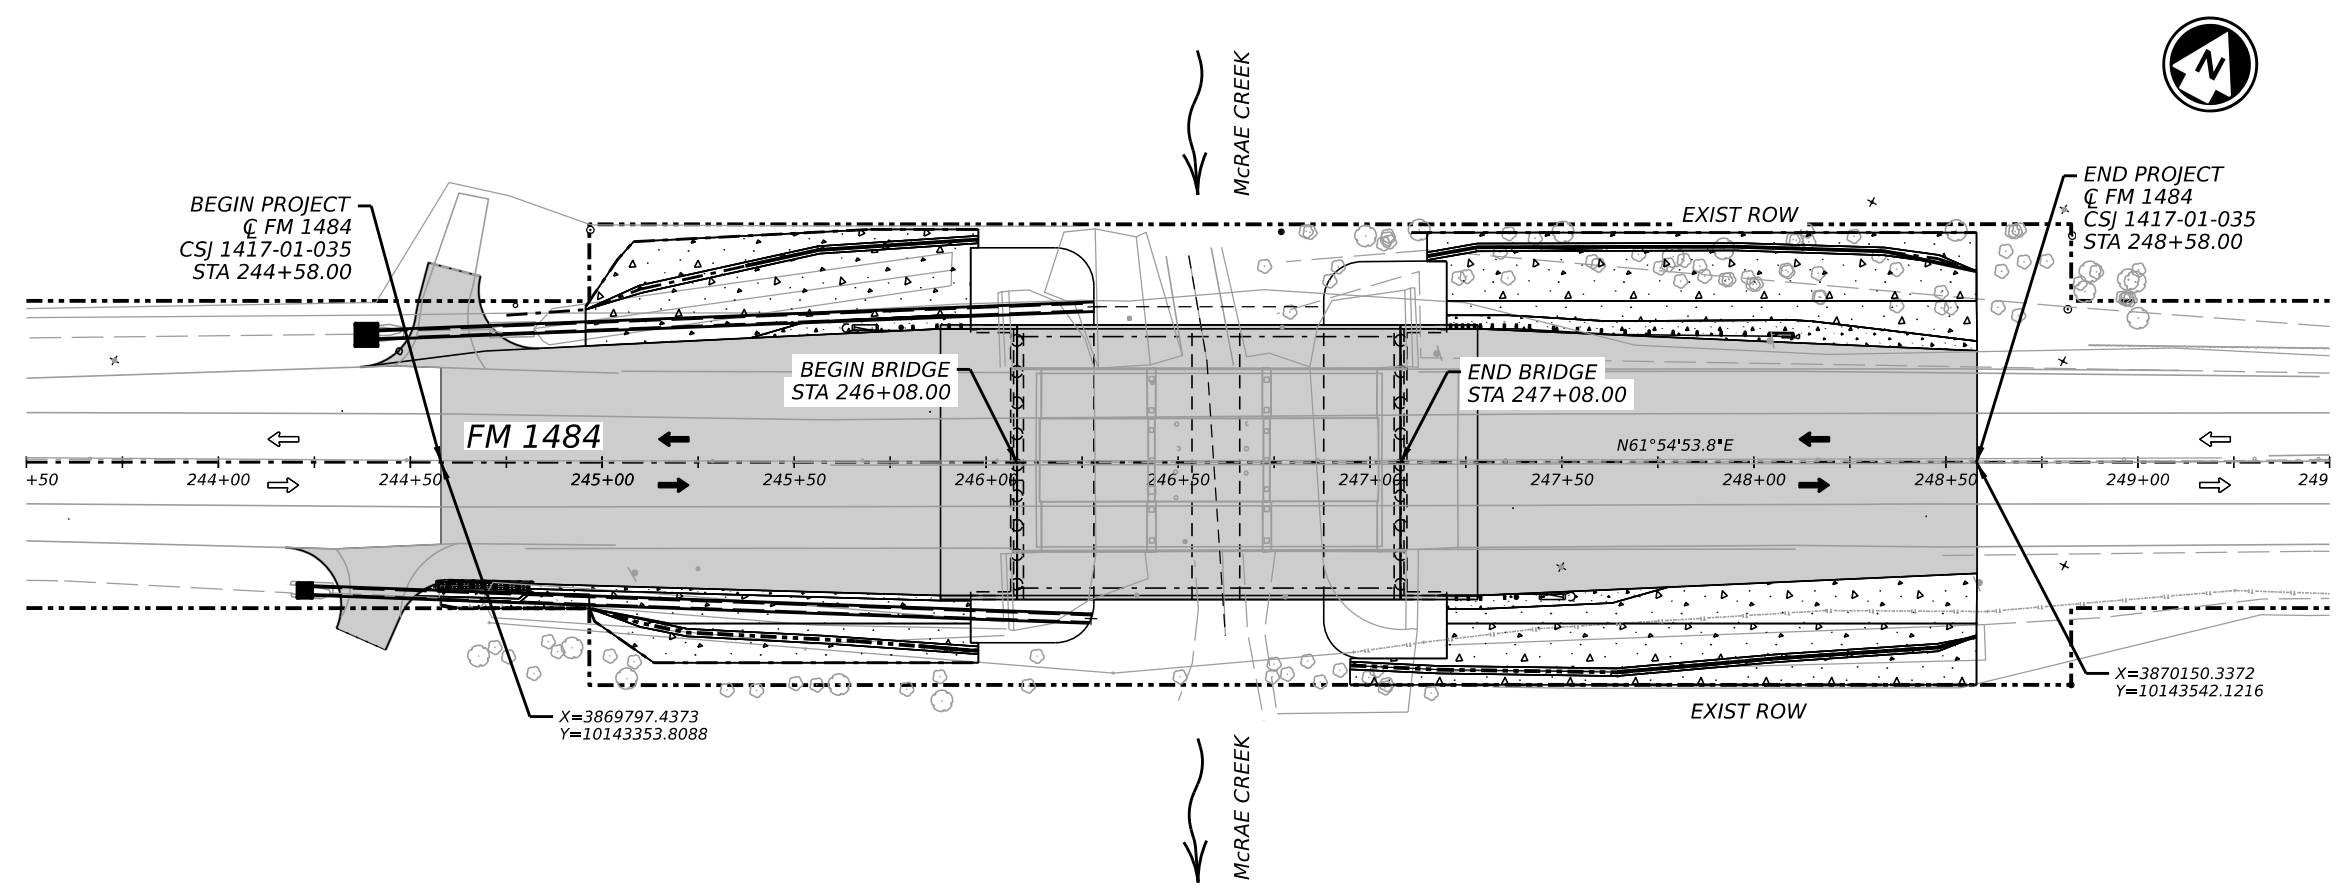 N
McRAE CREEK
BEGIN PROJECT
℄ FM 1484
CSJ 1417-01-035
STA 244+58.00
EXIST ROW
END PROJECT
℄ FM 1484
CSJ 1417-01-035
STA 248+58.00
BEGIN BRIDGE
STA 246+08.00
END BRIDGE
STA 247+08.00
FM 1484
N61°54'53.8"E
+50
244+00
244+50
245+00
245+50
246+00
246+50
247+00
247+50
248+00
248+50
249+00
249
X=3870150.3372
Y=10143542.1216
EXIST ROW
X=3869797.4373
Y=10143353.8088
McRAE CREEK